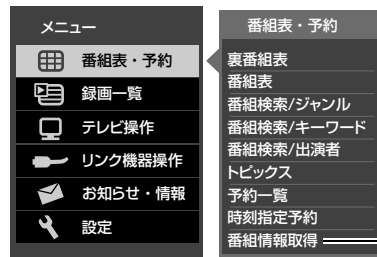 メニュー
番組表・予約
録画一覧
テレビ操作
リンク機器操作
お知らせ・情報
設定
番組表・予約
裏番組表
番組表
番組検索/ジャンル
番組検索/キーワード
番組検索/出演者
トピックス
予約一覧
時刻指定予約
番組情報取得